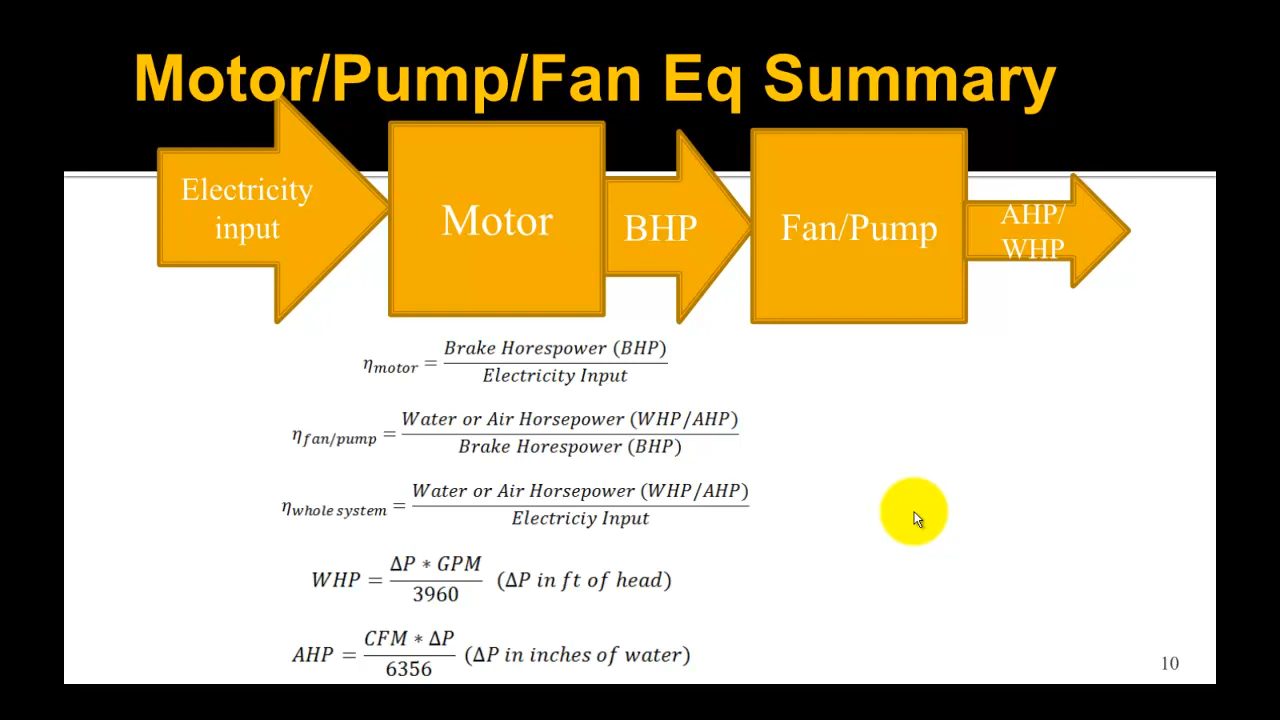 Motor/Pump/Fan Eq Summary
Electricity
input
Motor
BHP
Fan/Pump
AHP/
WHP
η_motor = Brake Horespower (BHP) / Electricity Input
η_fan/pump = Water or Air Horsepower (WHP/AHP) / Brake Horespower (BHP)
η_whole system = Water or Air Horsepower (WHP/AHP) / Electriciy Input
WHP = ΔP * GPM / 3960 (ΔP in ft of head)
AHP = CFM * ΔP / 6356 (ΔP in inches of water)
10